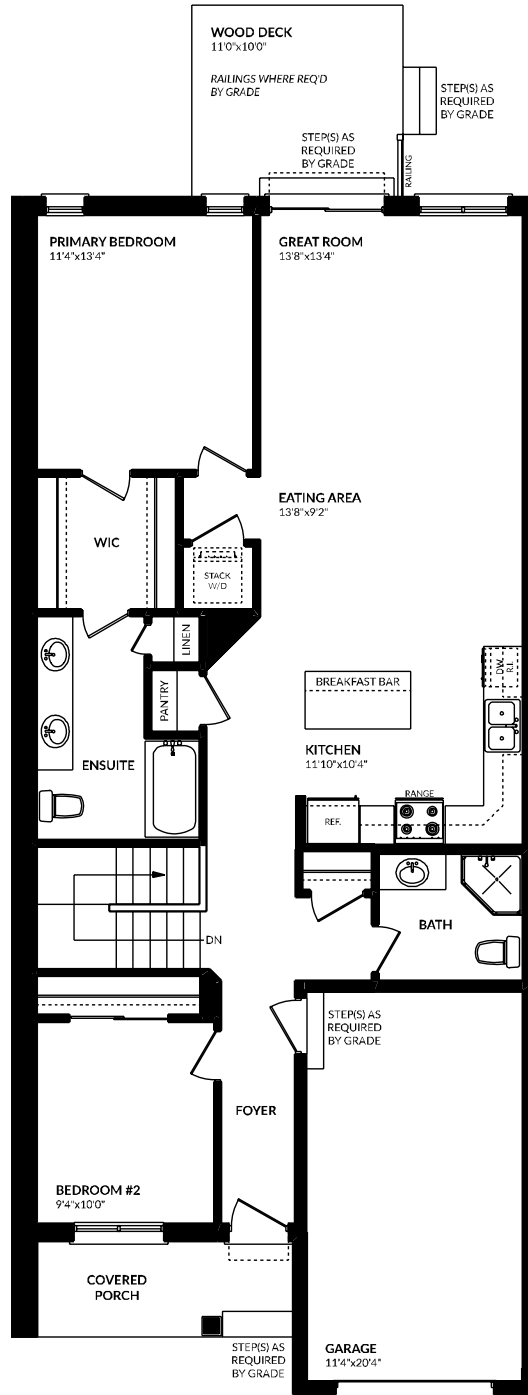 WOOD DECK
11'0"x10'0"
RAILINGS WHERE REQ'D
BY GRADE
STEP(S) AS
REQUIRED
BY GRADE
STEP(S) AS
REQUIRED
BY GRADE
RAILING
PRIMARY BEDROOM
11'4"x13'4"
GREAT ROOM
13'8"x13'4"
EATING AREA
13'8"x9'2"
WIC
STACK
W/D
LINEN
PANTRY
BREAKFAST BAR
D.W.
R.I.
KITCHEN
11'10"x10'4"
ENSUITE
RANGE
REF.
BATH
DN
STEP(S) AS
REQUIRED
BY GRADE
FOYER
BEDROOM #2
9'4"x10'0"
COVERED
PORCH
STEP(S) AS
REQUIRED
BY GRADE
GARAGE
11'4"x20'4"